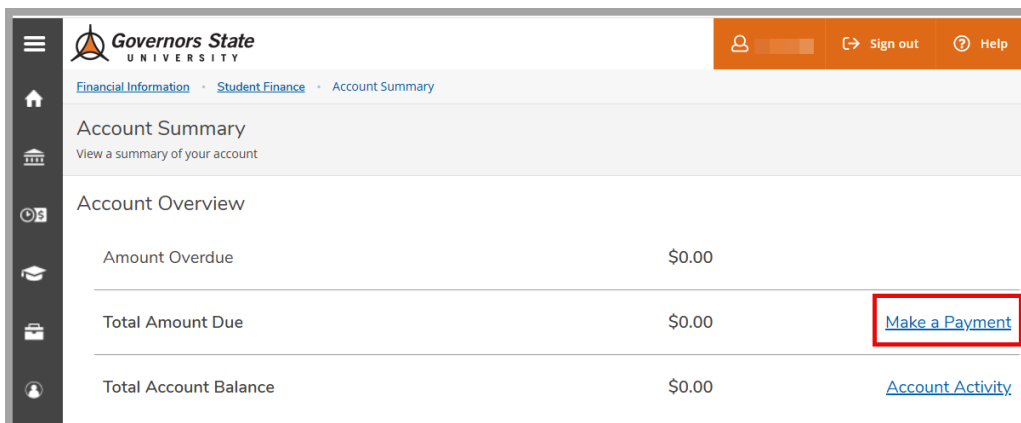 Governors State
UNIVERSITY
Sign out
Help
Financial Information · Student Finance · Account Summary
Account Summary
View a summary of your account
Account Overview
Amount Overdue $0.00
Total Amount Due $0.00 Make a Payment
Total Account Balance $0.00 Account Activity